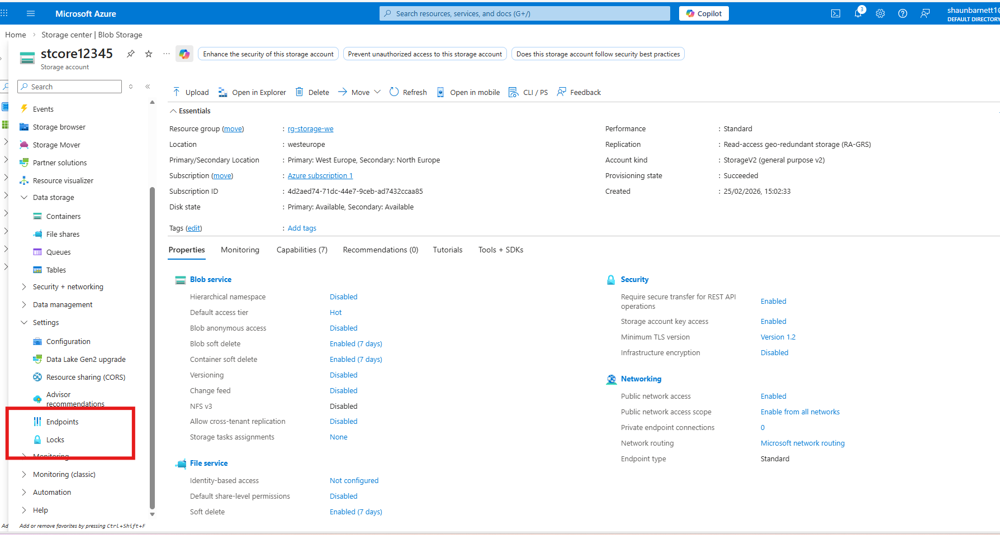 Microsoft Azure
Search resources, services, and docs (G+/)
Copilot
3
shaunbarnett1@
DEFAULT DIRECTORY
Home > Storage center | Blob Storage
stcore12345
Storage account
Enhance the security of this storage account
Prevent unauthorized access to this storage account
Does this storage account follow security best practices
Search
Upload
Open in Explorer
Delete
Move
Refresh
Open in mobile
CLI / PS
Feedback
Events
Storage browser
Storage Mover
Partner solutions
Resource visualizer
Data storage
Containers
File shares
Queues
Tables
Security + networking
Data management
Settings
Configuration
Data Lake Gen2 upgrade
Resource sharing (CORS)
Advisor
recommendations
Endpoints
Locks
Monitoring
Monitoring (classic)
Automation
Help
Ad
Add or remove favorites by pressing Ctrl+Shift+F
Essentials
Resource group (move) : rg-storage-we
Location : westeurope
Primary/Secondary Location : Primary: West Europe, Secondary: North Europe
Subscription (move) : Azure subscription 1
Subscription ID : 4d2aed74-71dc-44e7-9ceb-ad7432ccaa85
Disk state : Primary: Available, Secondary: Available
Tags (edit) : Add tags
Performance : Standard
Replication : Read-access geo-redundant storage (RA-GRS)
Account kind : StorageV2 (general purpose v2)
Provisioning state : Succeeded
Created : 25/02/2026, 15:02:33
Properties
Monitoring
Capabilities (7)
Recommendations (0)
Tutorials
Tools + SDKs
Blob service
Hierarchical namespace Disabled
Default access tier Hot
Blob anonymous access Disabled
Blob soft delete Enabled (7 days)
Container soft delete Enabled (7 days)
Versioning Disabled
Change feed Disabled
NFS v3 Disabled
Allow cross-tenant replication Disabled
Storage tasks assignments None
File service
Identity-based access Not configured
Default share-level permissions Disabled
Soft delete Enabled (7 days)
Security
Require secure transfer for REST API
operations Enabled
Storage account key access Enabled
Minimum TLS version Version 1.2
Infrastructure encryption Disabled
Networking
Public network access Enabled
Public network access scope Enable from all networks
Private endpoint connections 0
Network routing Microsoft network routing
Endpoint type Standard